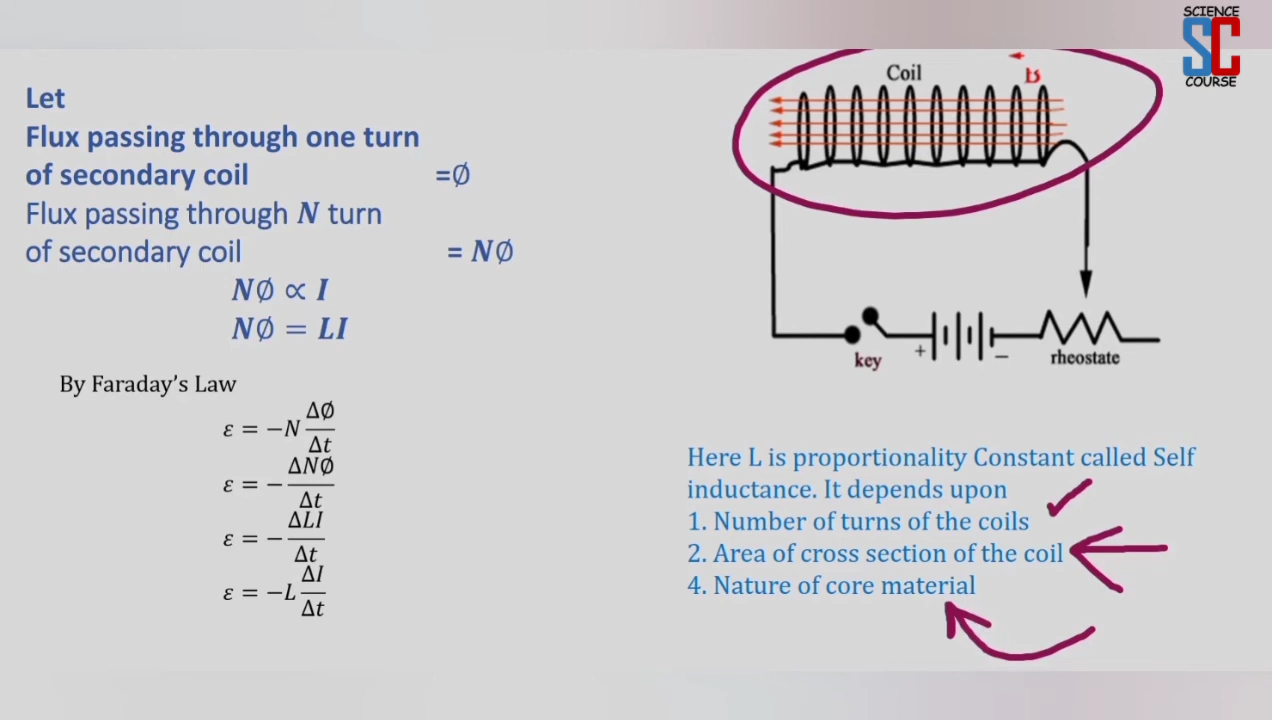 SCIENCE
SC
COURSE
Let
Flux passing through one turn
of secondary coil =∅
Flux passing through N turn
of secondary coil = N∅
N∅ ∝ I
N∅ = LI
By Faraday's Law
ε = −N ΔØ/Δt
ε = − ΔNØ/Δt
ε = − ΔLI/Δt
ε = −L ΔI/Δt
Coil
B
key
+
−
rheostate
Here L is proportionality Constant called Self
inductance. It depends upon
1. Number of turns of the coils
2. Area of cross section of the coil
4. Nature of core material